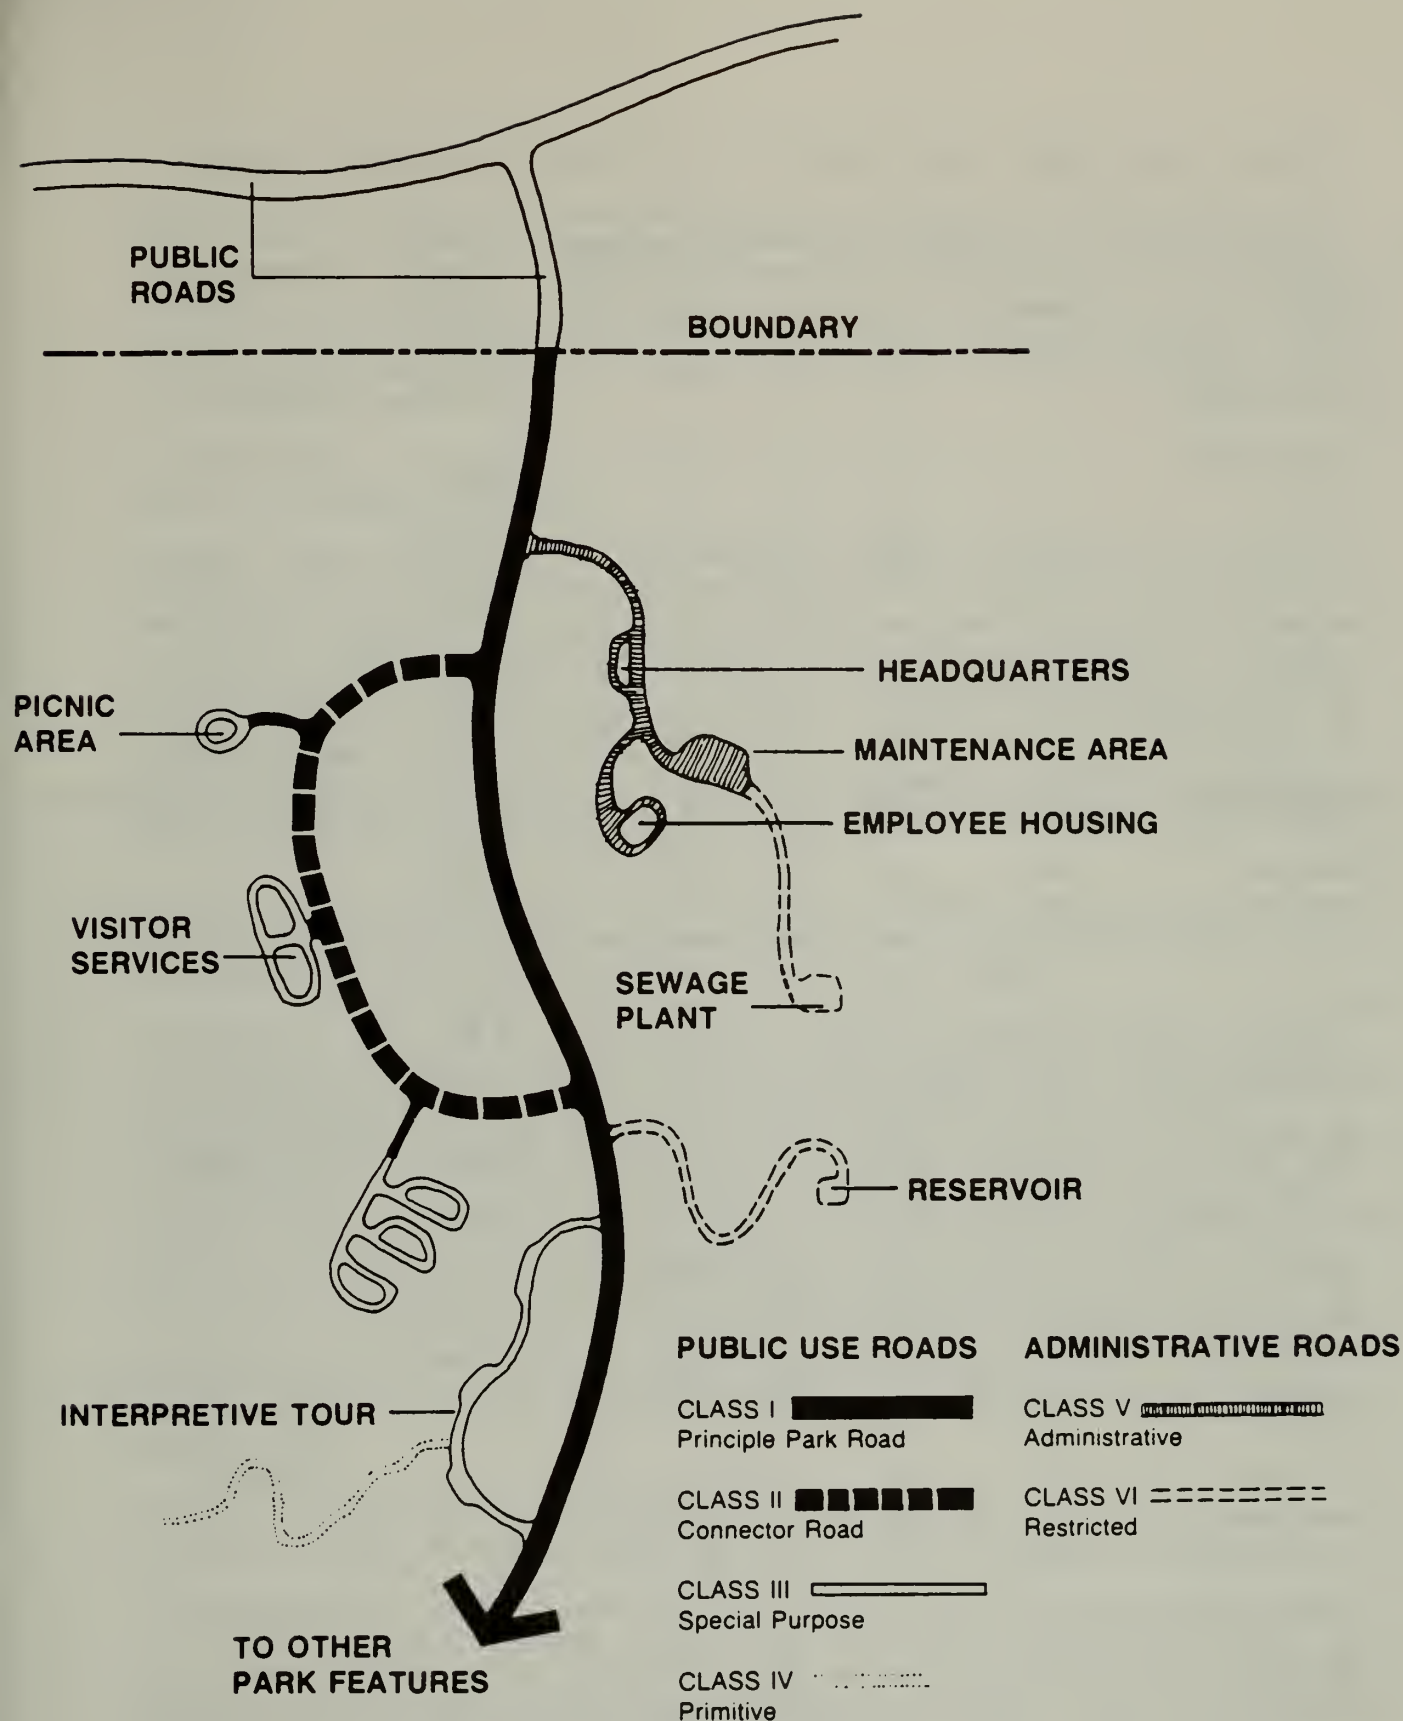 PUBLIC
ROADS
BOUNDARY
HEADQUARTERS
PICNIC
AREA
MAINTENANCE AREA
EMPLOYEE HOUSING
VISITOR
SERVICES
SEWAGE
PLANT
RESERVOIR
INTERPRETIVE TOUR
TO OTHER
PARK FEATURES
PUBLIC USE ROADS
CLASS I
Principle Park Road
CLASS II
Connector Road
CLASS III
Special Purpose
CLASS IV
Primitive
ADMINISTRATIVE ROADS
CLASS V
Administrative
CLASS VI
Restricted